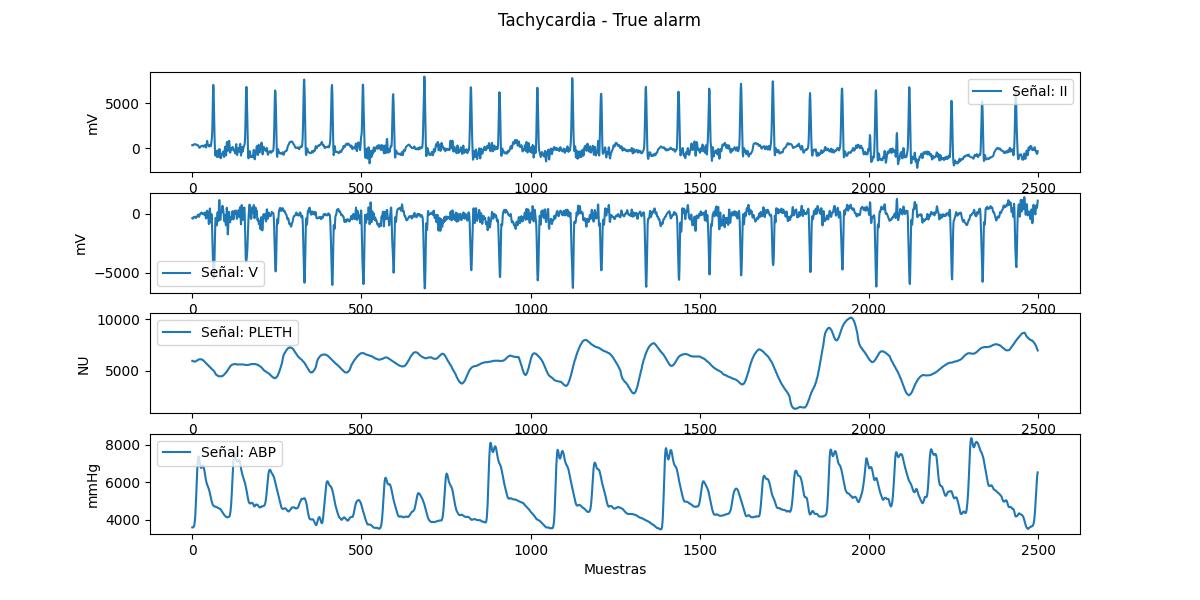 Tachycardia - True alarm
5000
0
mV
Señal: II
0 500 1000 1500 2000 2500
0
−5000
mV
Señal: V
0 500 1000 1500 2000 2500
10000
5000
NU
Señal: PLETH
0 500 1000 1500 2000 2500
8000
6000
4000
mmHg
Señal: ABP
0 500 1000 1500 2000 2500
Muestras